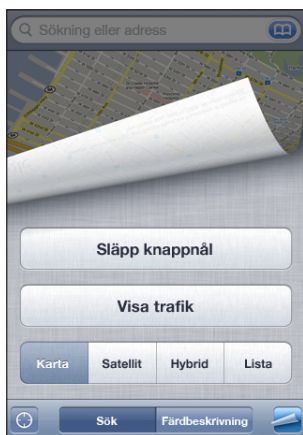 Sökning eller adress
Släpp knappnål
Visa trafik
Karta Satellit Hybrid Lista
Sök Färdbeskrivning